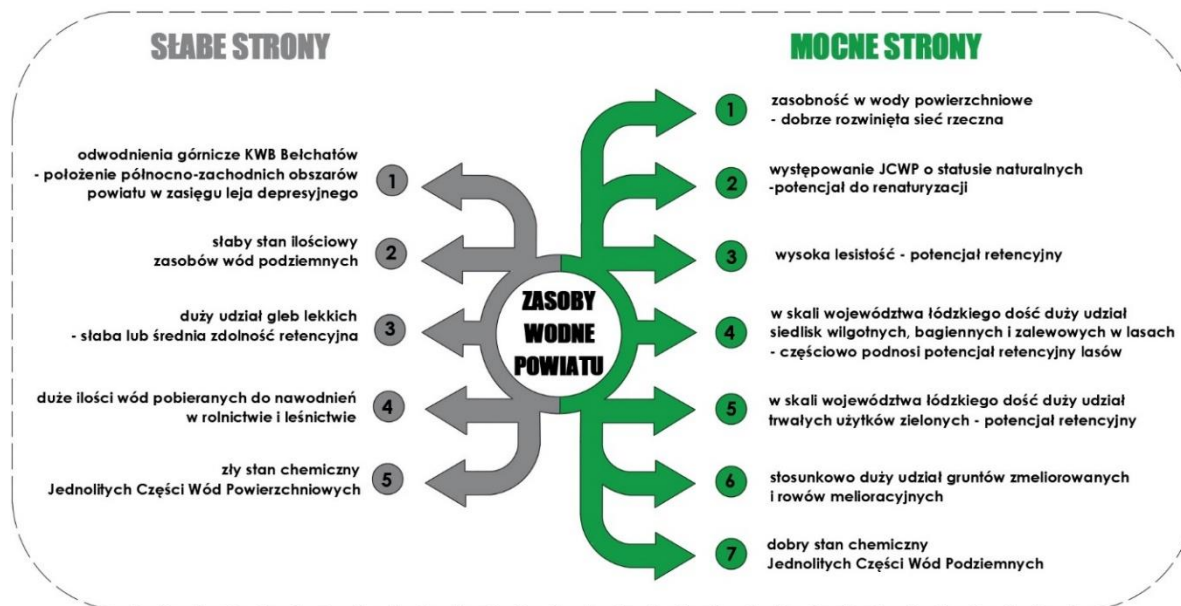 SŁABE STRONY
odwodnienia górnicze KWB Bełchatów
- położenie północno-zachodnich obszarów
powiatu w zasięgu leja depresyjnego
1
słaby stan ilościowy
zasobów wód podziemnych
2
duży udział gleb lekkich
- słaba lub średnia zdolność retencyjna
3
duże ilości wód pobieranych do nawodnień
w rolnictwie i leśnictwie
4
zły stan chemiczny
Jednolitych Części Wód Powierzchniowych
5
ZASOBY
WODNE
POWIATU
MOCNE STRONY
1
zasobność w wody powierzchniowe
- dobrze rozwinięta sieć rzeczna
2
występowanie JCWP o statusie naturalnych
-potencjał do renaturyzacji
3
wysoka lesistość - potencjał retencyjny
4
w skali województwa łódzkiego dość duży udział
siedlisk wilgotnych, bagiennych i zalewowych w lasach
- częściowo podnosi potencjał retencyjny lasów
5
w skali województwa łódzkiego dość duży udział
trwałych użytków zielonych - potencjał retencyjny
6
stosunkowo duży udział gruntów zmeliorowanych
i rowów melioracyjnych
7
dobry stan chemiczny
Jednolitych Części Wód Podziemnych